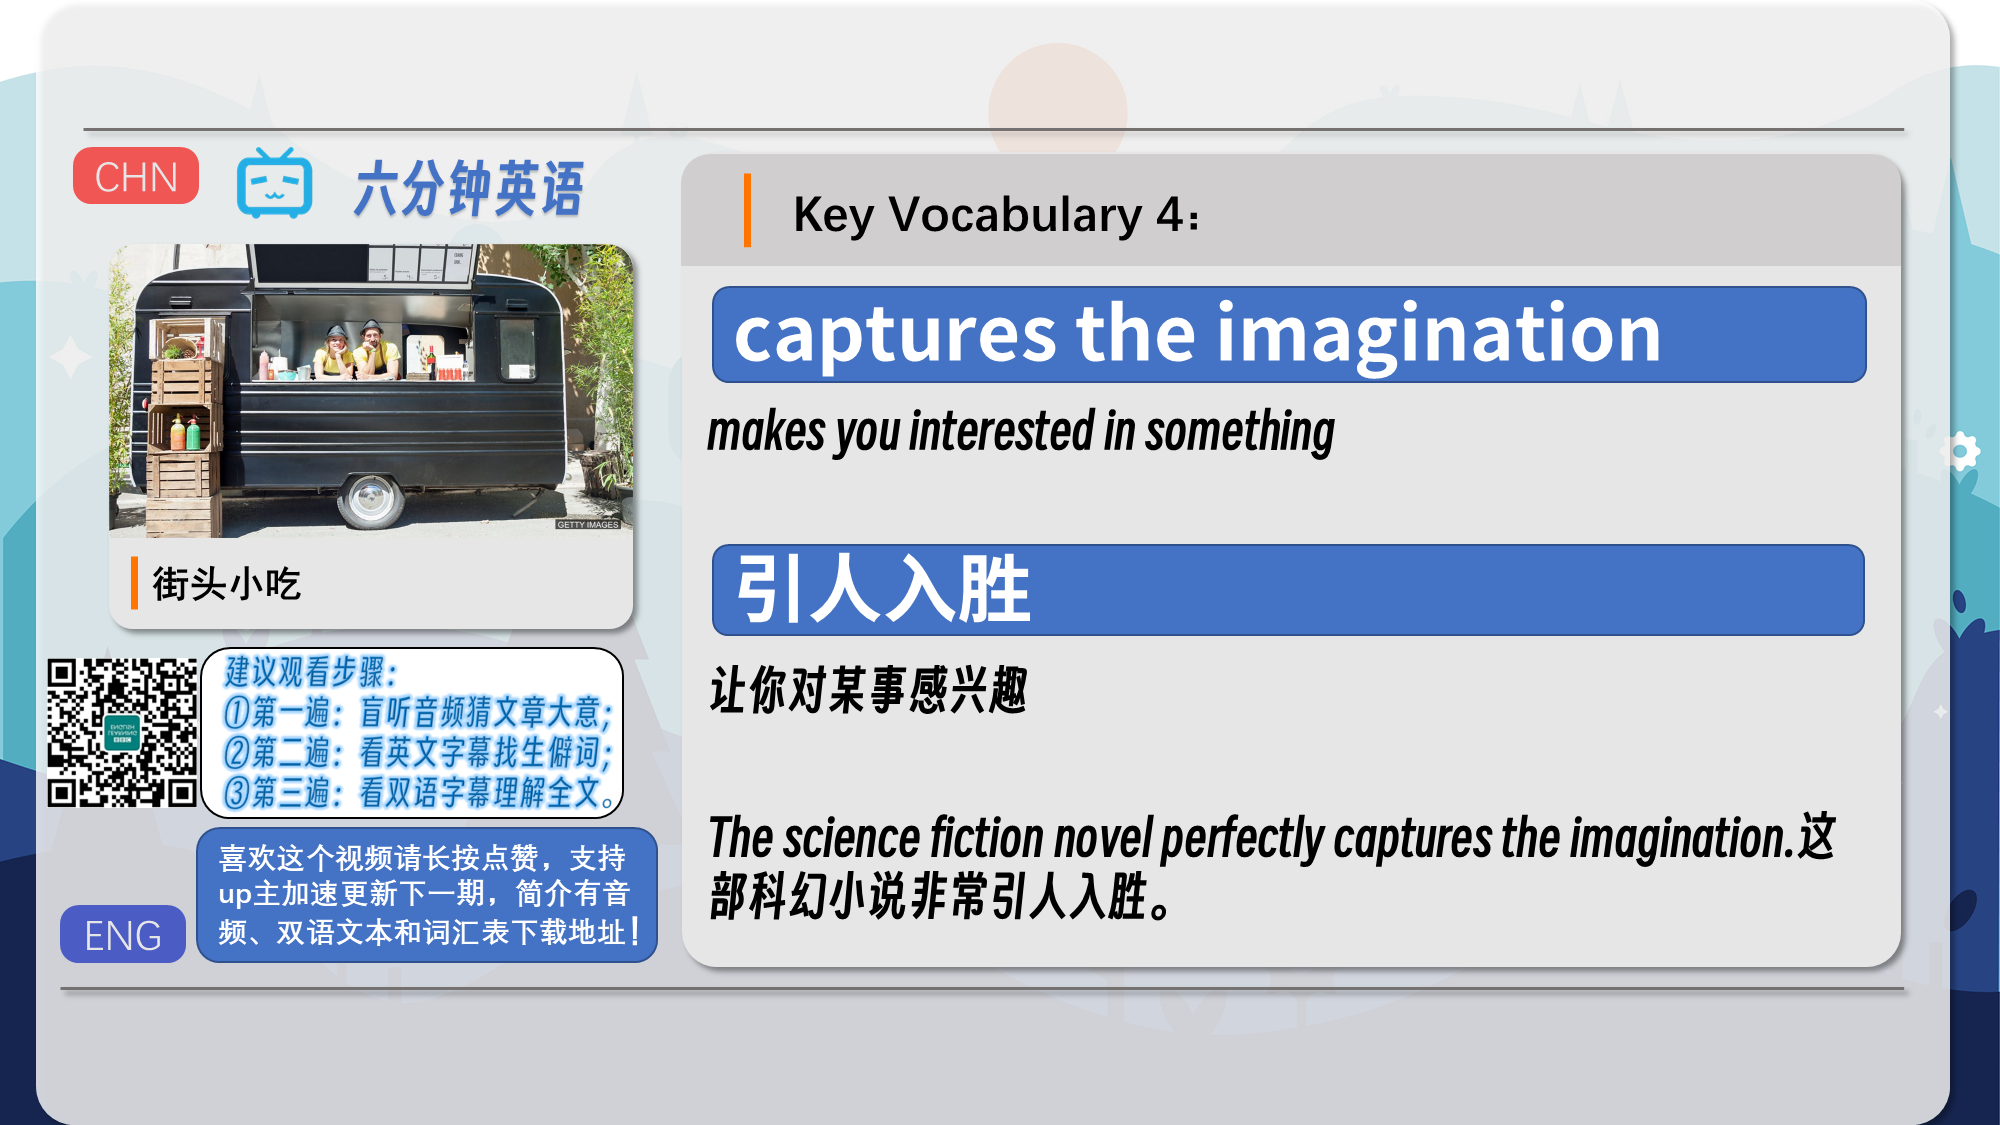 CHN
六分钟英语
GETTY IMAGES
街头小吃
建议观看步骤：
①第一遍：盲听音频猜文章大意；
②第二遍：看英文字幕找生僻词；
③第三遍：看双语字幕理解全文。
喜欢这个视频请长按点赞，支持
up主加速更新下一期，简介有音
频、双语文本和词汇表下载地址！
ENG
Key Vocabulary 4：
captures the imagination
makes you interested in something
引人入胜
让你对某事感兴趣
The science fiction novel perfectly captures the imagination.这
部科幻小说非常引人入胜。